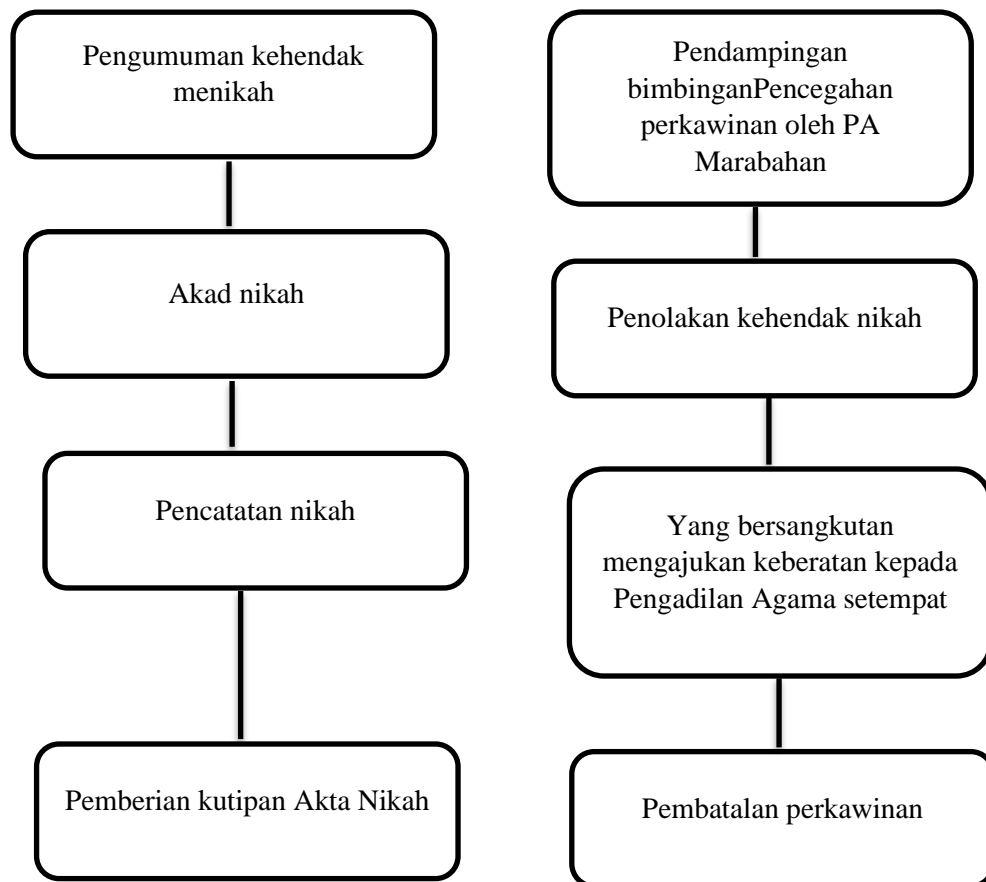 Pengumuman kehendak
menikah
Akad nikah
Pencatatan nikah
Pemberian kutipan Akta Nikah
Pendampingan
bimbinganPencegahan
perkawinan oleh PA
Marabahan
Penolakan kehendak nikah
Yang bersangkutan
mengajukan keberatan kepada
Pengadilan Agama setempat
Pembatalan perkawinan